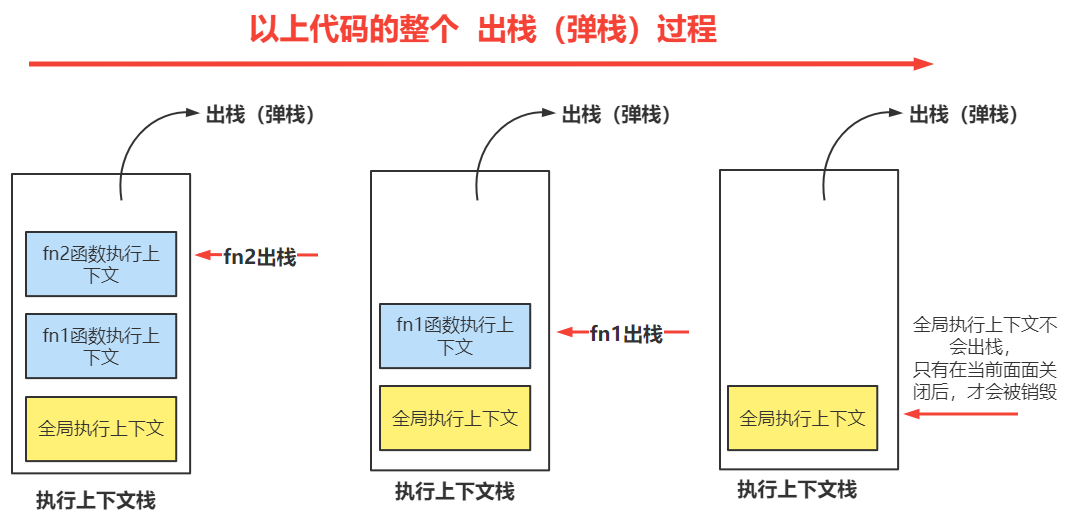 以上代码的整个 出栈（弹栈）过程
出栈（弹栈）
出栈（弹栈）
出栈（弹栈）
fn2函数执行上
下文
fn2出栈
fn1函数执行上
下文
全局执行上下文
执行上下文栈
fn1函数执行上
下文
fn1出栈
全局执行上下文
执行上下文栈
全局执行上下文不
会出栈，
只有在当前面面关
闭后，才会被销毁
全局执行上下文
执行上下文栈